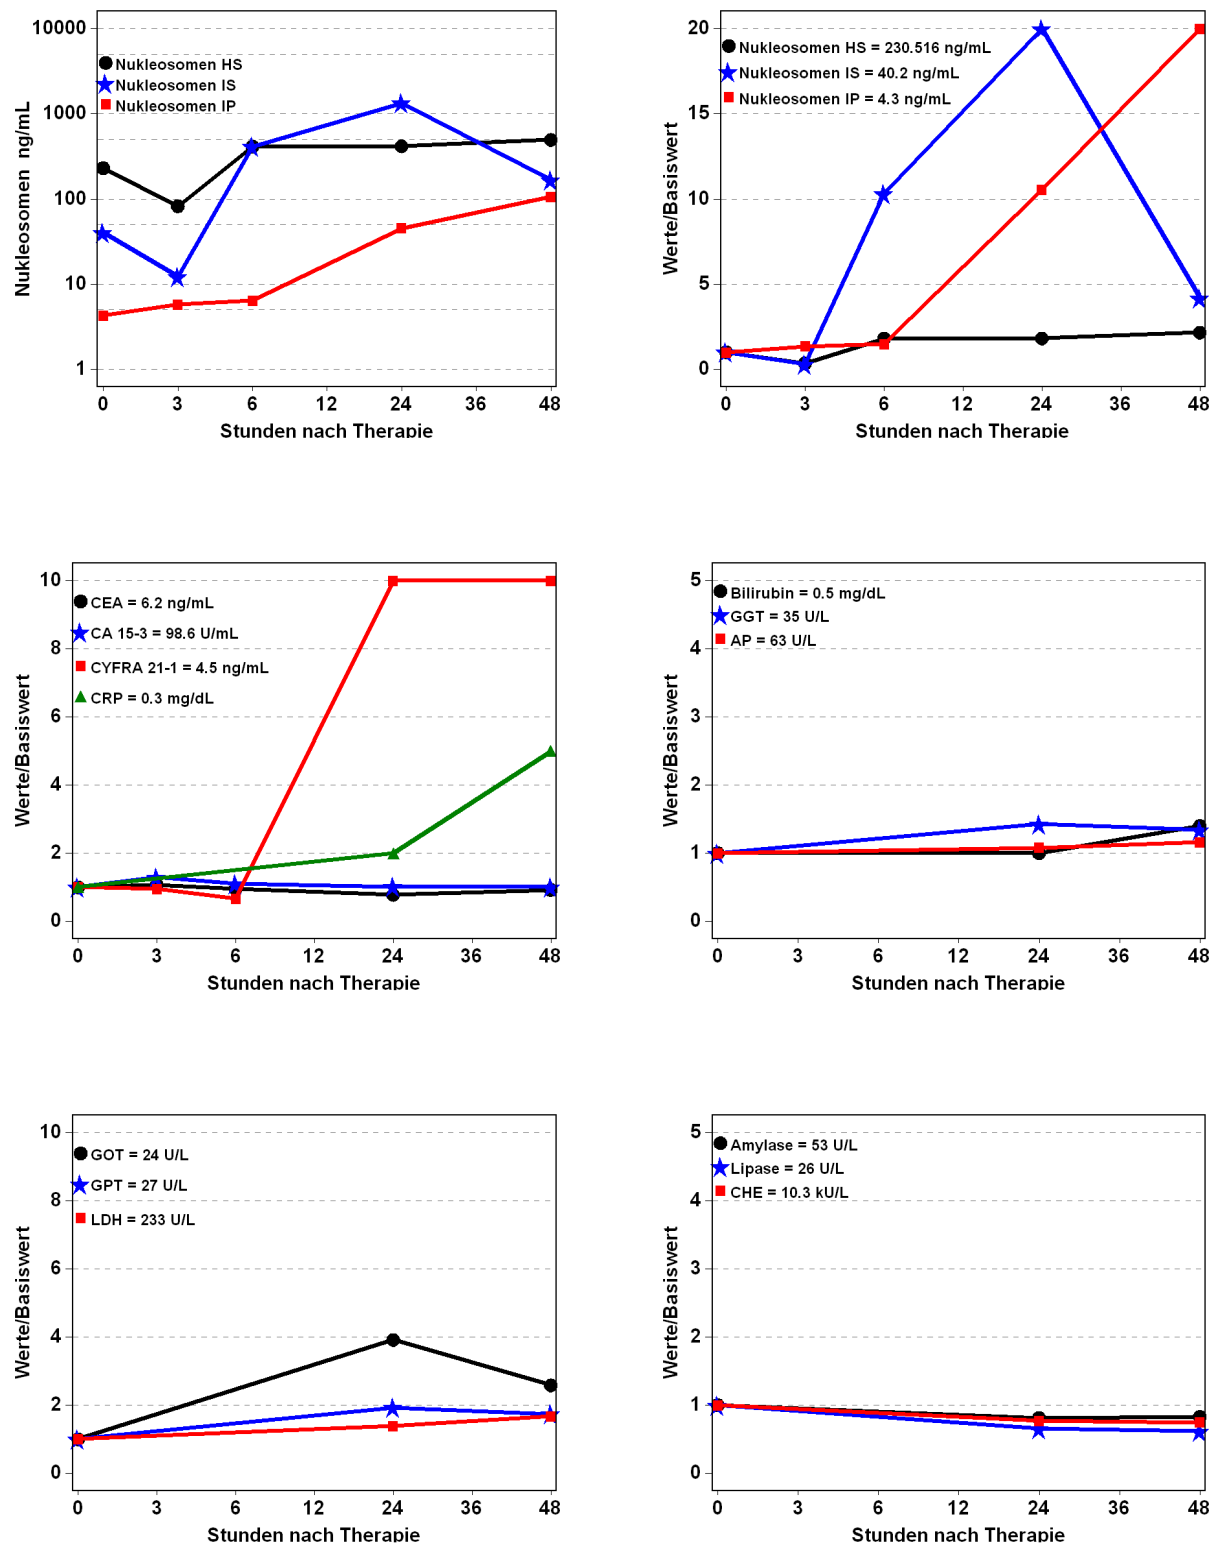 10000
1000
100
10
1
Nukleosomen ng/mL
Nukleosomen HS
Nukleosomen IS
Nukleosomen IP
0 3 6 12 24 36 48
Stunden nach Therapie
20
15
10
5
0
Werte/Basiswert
Nukleosomen HS = 230.516 ng/mL
Nukleosomen IS = 40.2 ng/mL
Nukleosomen IP = 4.3 ng/mL
0 3 6 12 24 36 48
Stunden nach Therapie
10
8
6
4
2
0
Werte/Basiswert
CEA = 6.2 ng/mL
CA 15-3 = 98.6 U/mL
CYFRA 21-1 = 4.5 ng/mL
CRP = 0.3 mg/dL
0 3 6 12 24 36 48
Stunden nach Therapie
5
4
3
2
1
0
Werte/Basiswert
Bilirubin = 0.5 mg/dL
GGT = 35 U/L
AP = 63 U/L
0 3 6 12 24 36 48
Stunden nach Therapie
10
8
6
4
2
0
Werte/Basiswert
GOT = 24 U/L
GPT = 27 U/L
LDH = 233 U/L
0 3 6 12 24 36 48
Stunden nach Therapie
5
4
3
2
1
0
Werte/Basiswert
Amylase = 53 U/L
Lipase = 26 U/L
CHE = 10.3 kU/L
0 3 6 12 24 36 48
Stunden nach Therapie